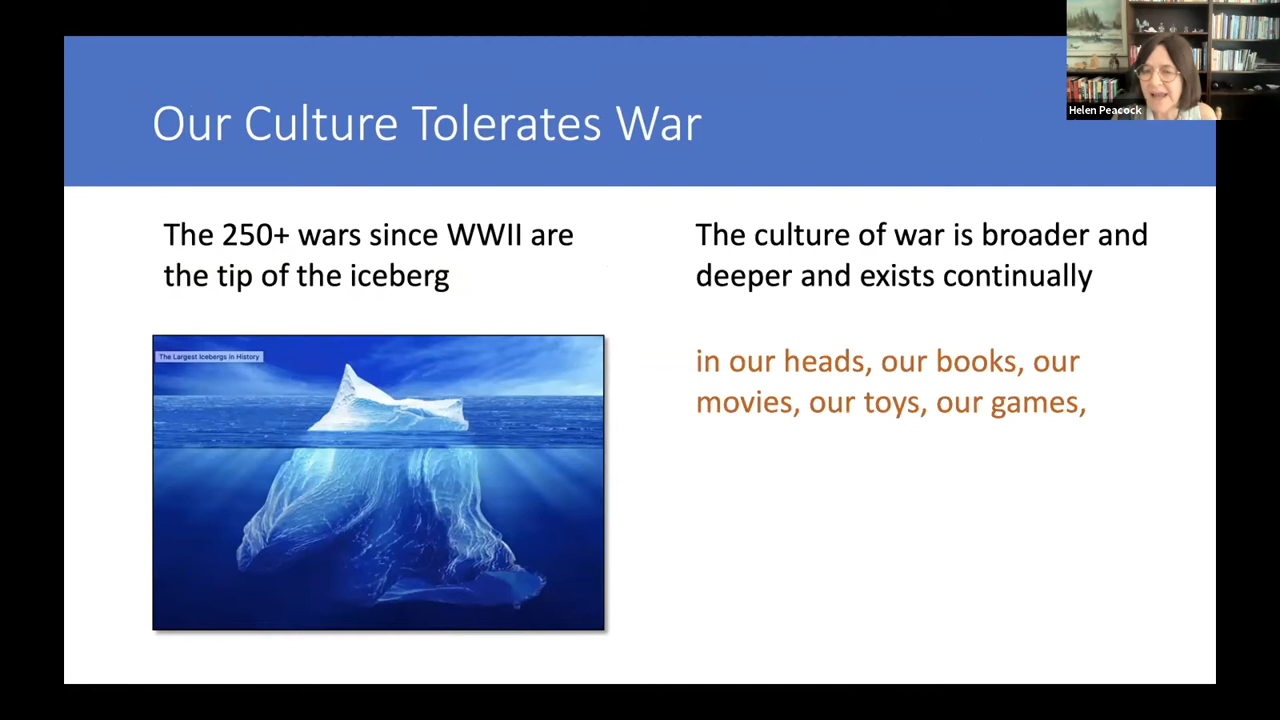 Helen Peacock
Our Culture Tolerates War
The 250+ wars since WWII are
the tip of the iceberg
The Largest Icebergs in History
The culture of war is broader and
deeper and exists continually
in our heads, our books, our
movies, our toys, our games,